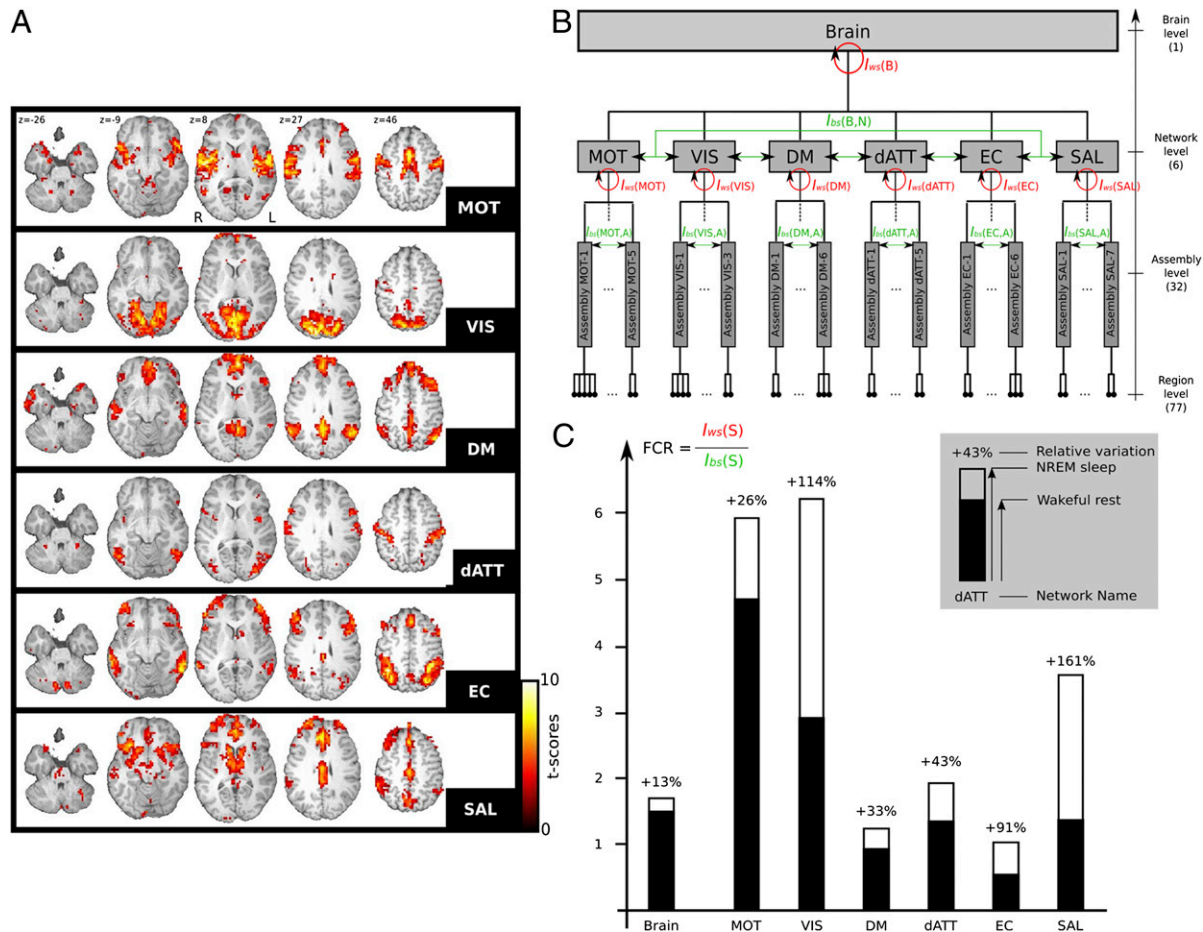 A
z=-26 z=-9 z=8 z=27 z=46
R L
MOT
VIS
DM
dATT
EC
SAL
10
t-scores
0
B
Brain
Iws(B)
Ibs(B,N)
MOT VIS DM dATT EC SAL
Iws(MOT) Iws(VIS) Iws(DM) Iws(dATT) Iws(EC) Iws(SAL)
Ibs(MOT,A) Ibs(VIS,A) Ibs(DM,A) Ibs(dATT,A) Ibs(EC,A) Ibs(SAL,A)
Assembly MOT-1 ... Assembly MOT-5 Assembly VIS-1 ... Assembly VIS-3 Assembly DM-1 ... Assembly DM-6 Assembly dATT-1 ... Assembly dATT-5 Assembly EC-1 ... Assembly EC-6 Assembly SAL-1 ... Assembly SAL-7
... ... ... ... ... ...
... ... ... ... ... ...
Brain
level
(1)
Network
level
(6)
Assembly
level
(32)
Region
level
(77)
C
FCR = Iws(S)
Ibs(S)
6
5
4
3
2
1
+13%
+26%
+114%
+33%
+43%
+91%
+161%
Brain MOT VIS DM dATT EC SAL
+43% Relative variation
NREM sleep
Wakeful rest
dATT Network Name